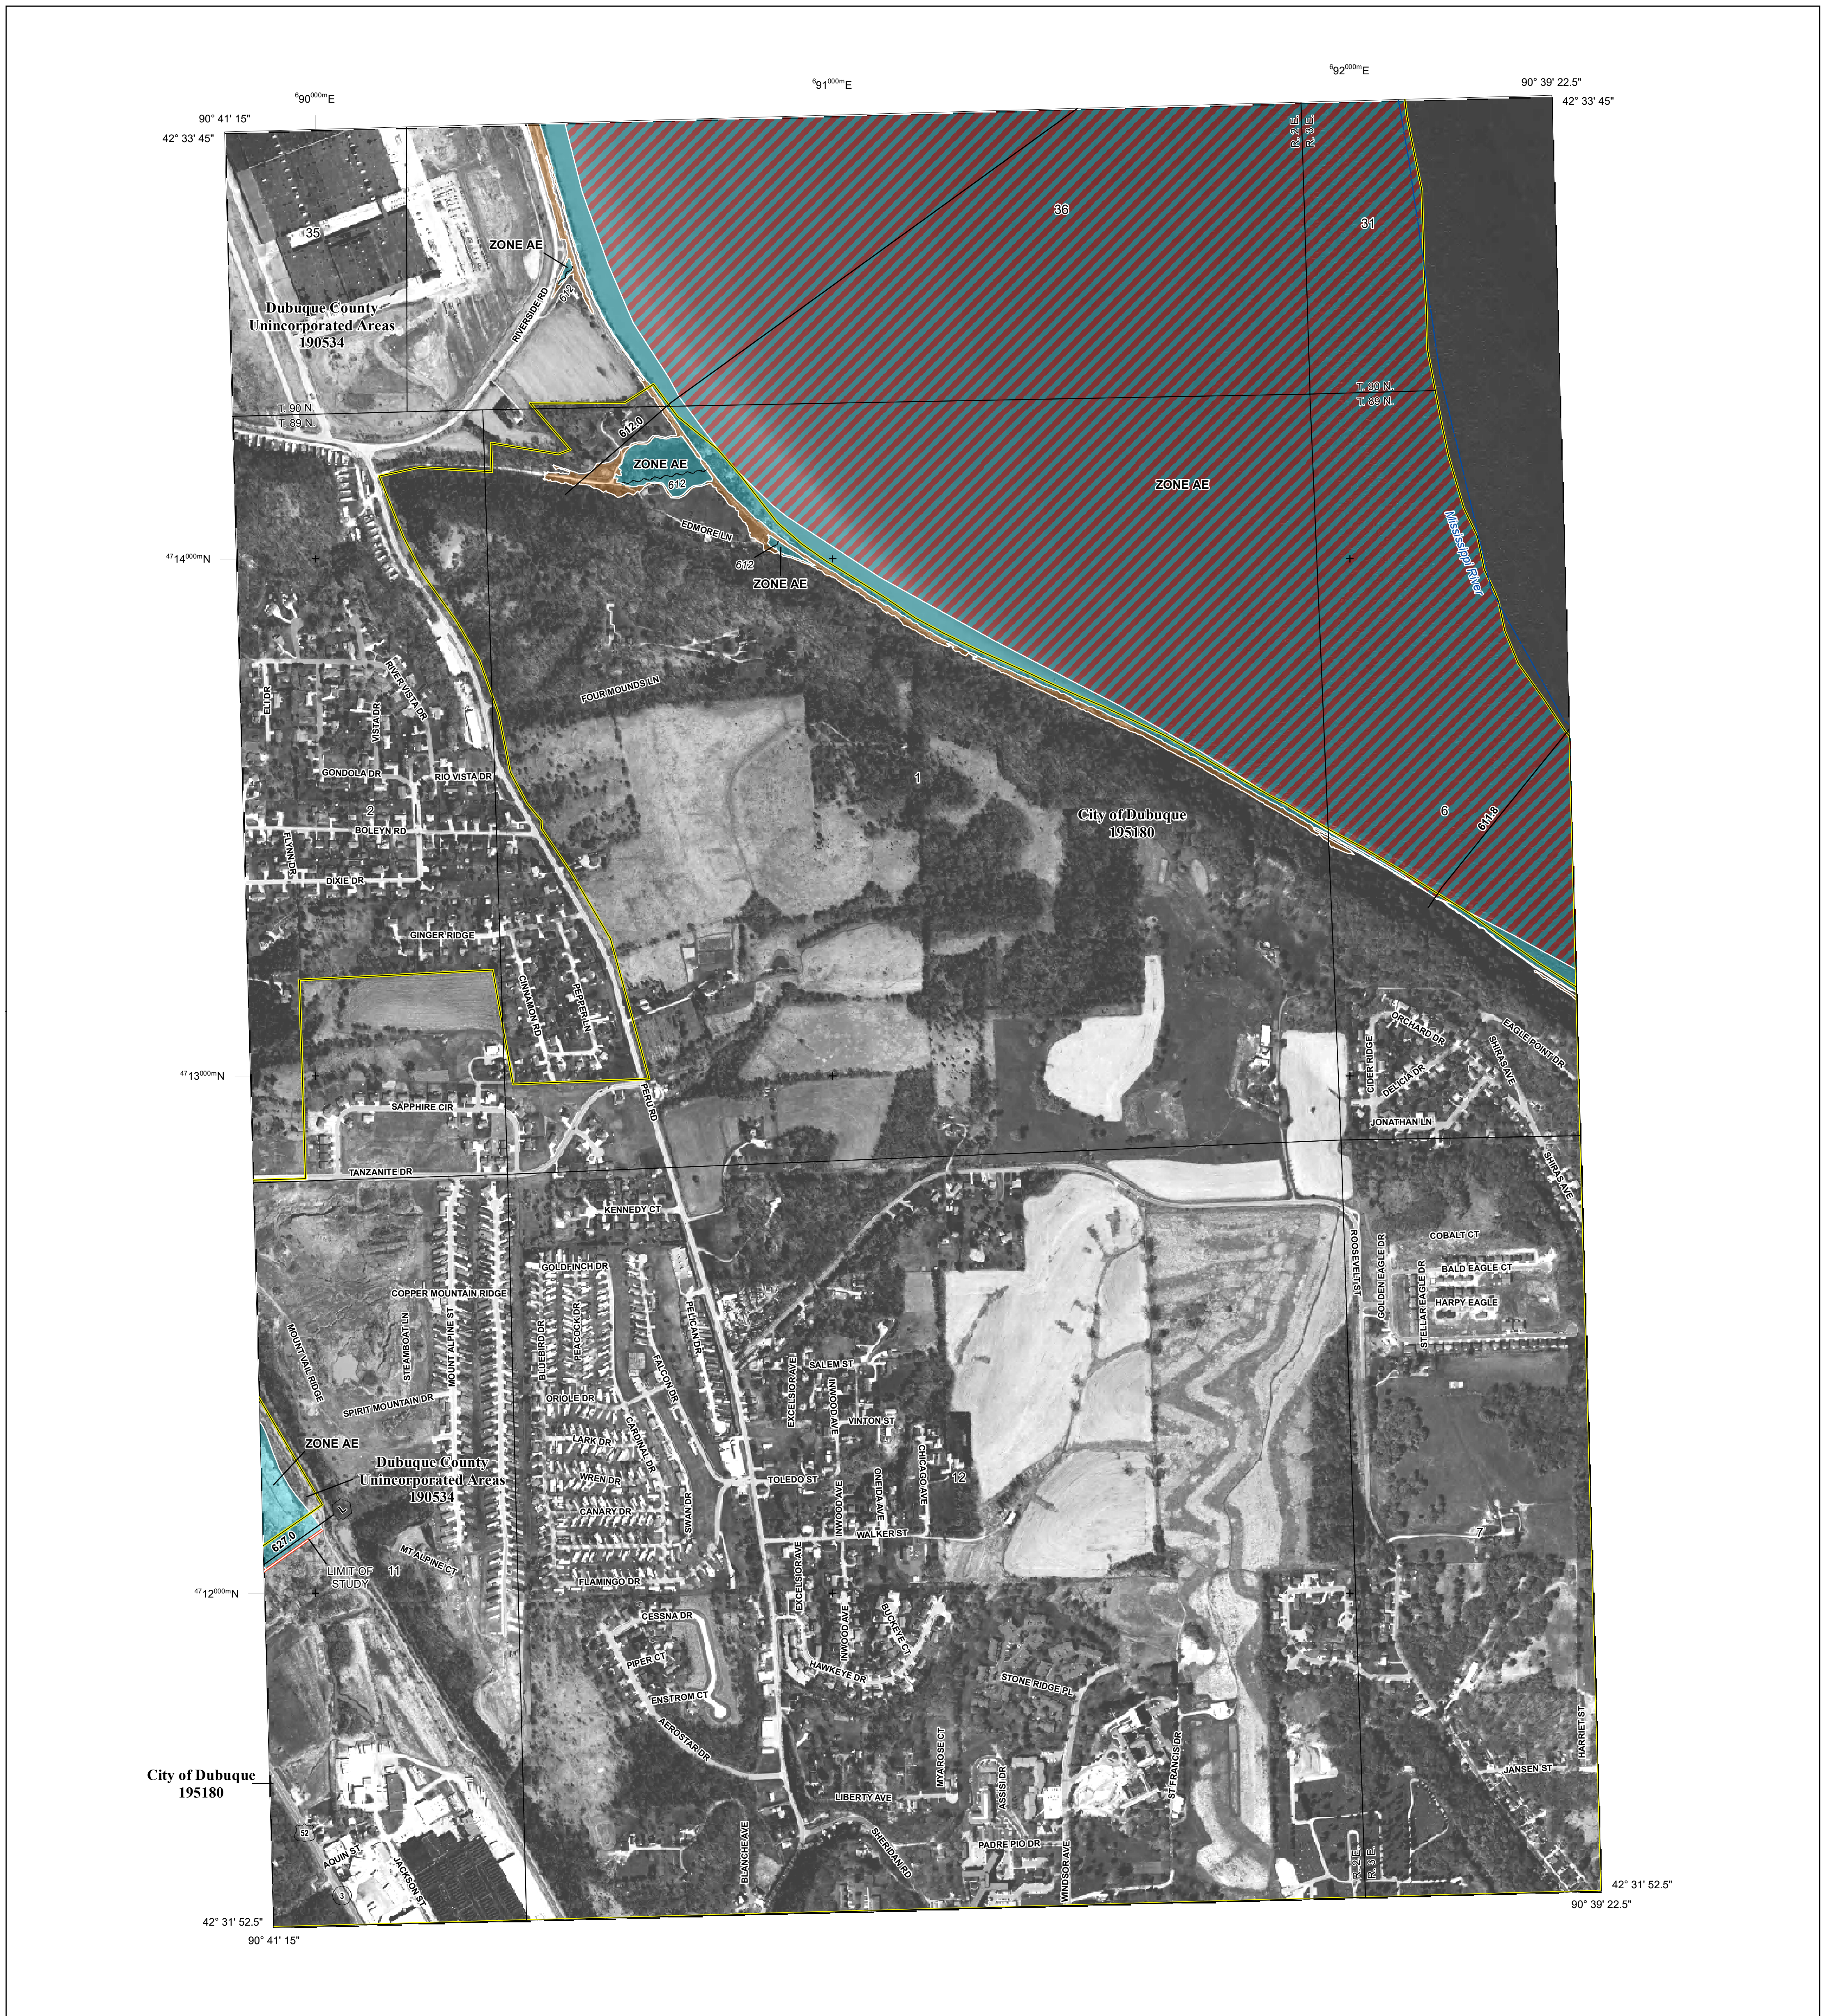 690000mE
691000mE
692000mE
90° 41' 15"
42° 33' 45"
90° 39' 22.5"
42° 33' 45"
R. 2 E.
R. 3 E.
35
36
31
ZONE AE
612
RIVERSIDE RD
Dubuque County
Unincorporated Areas
190534
T. 90 N.
T. 89 N.
T. 90 N.
T. 89 N.
612.0
ZONE AE
612
ZONE AE
EDMORE LN
612
ZONE AE
Mississippi River
4714000mN
FOUR MOUNDS LN
ELI DR
RIVER VISTA DR
VISTA DR
GONDOLA DR
RIO VISTA DR
1
2
BOLEYN RD
FLYNN DR
DIXIE DR
City of Dubuque
195180
6
611.8
GINGER RIDGE
CINNAMON RD
PEPPER LN
ORCHARD DR
EAGLE POINT DR
SHIRAS AVE
CIDER RIDGE
DELICIA DR
JONATHAN LN
4713000mN
PERU RD
SAPPHIRE CIR
TANZANITE DR
SHIRAS AVE
KENNEDY CT
ROOSEVELT ST
GOLDEN EAGLE DR
COBALT CT
BALD EAGLE CT
STELLAR EAGLE DR
HARPY EAGLE
GOLDFINCH DR
COPPER MOUNTAIN RIDGE
MOUNT VAIL RIDGE
STEAMBOAT LN
MOUNT ALPINE ST
BLUEBIRD DR
PEACOCK DR
PELICAN DR
FALCON DR
EXCELSIOR AVE
SALEM ST
INWOOD AVE
SPIRIT MOUNTAIN DR
ORIOLE DR
CARDINAL DR
VINTON ST
LARK DR
WREN DR
TOLEDO ST
ONEIDA AVE
CHICAGO AVE
12
CANARY DR
SWAN DR
INWOOD AVE
WALKER ST
7
ZONE AE
Dubuque County
Unincorporated Areas
190534
L
627.0
LIMIT OF
STUDY
11
MT ALPINE CT
4712000mN
FLAMINGO DR
EXCELSIOR AVE
CESSNA DR
INWOOD AVE
BUCKEYE CT
PIPER CT
HAWKEYE DR
STONE RIDGE PL
ENSTROM CT
AEROSTAR DR
HARRIET ST
MYA ROSE CT
ST FRANCIS DR
ASSISI DR
JANSEN ST
City of Dubuque
195180
LIBERTY AVE
52
AQUIN ST
JACKSON ST
3
BLANCHE AVE
SHERIDAN RD
PADRE PIO DR
WINDSOR AVE
R. 2 E.
R. 3 E.
42° 31' 52.5"
90° 41' 15"
42° 31' 52.5"
90° 39' 22.5"